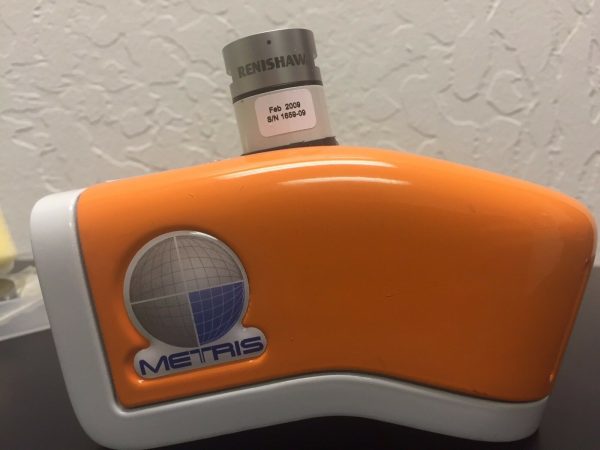 RENISHAW
Feb 2009
S/N 1659-09
METRIS